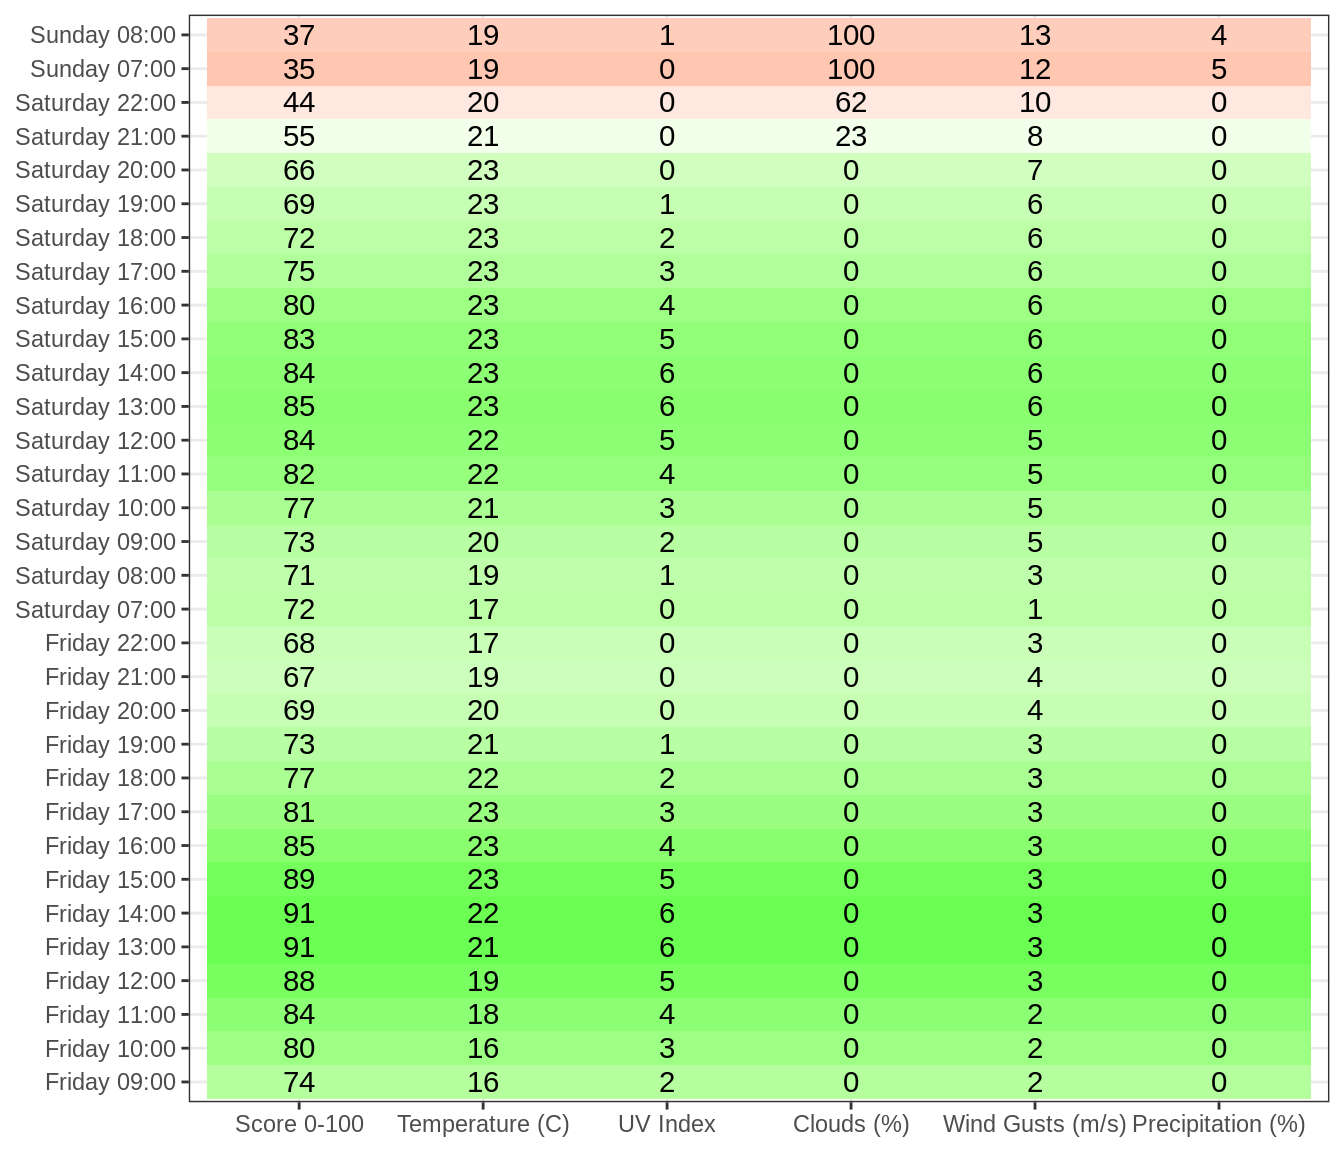 Sunday 08:00 37 19 1 100 13 4
Sunday 07:00 35 19 0 100 12 5
Saturday 22:00 44 20 0 62 10 0
Saturday 21:00 55 21 0 23 8 0
Saturday 20:00 66 23 0 0 7 0
Saturday 19:00 69 23 1 0 6 0
Saturday 18:00 72 23 2 0 6 0
Saturday 17:00 75 23 3 0 6 0
Saturday 16:00 80 23 4 0 6 0
Saturday 15:00 83 23 5 0 6 0
Saturday 14:00 84 23 6 0 6 0
Saturday 13:00 85 23 6 0 6 0
Saturday 12:00 84 22 5 0 5 0
Saturday 11:00 82 22 4 0 5 0
Saturday 10:00 77 21 3 0 5 0
Saturday 09:00 73 20 2 0 5 0
Saturday 08:00 71 19 1 0 3 0
Saturday 07:00 72 17 0 0 1 0
Friday 22:00 68 17 0 0 3 0
Friday 21:00 67 19 0 0 4 0
Friday 20:00 69 20 0 0 4 0
Friday 19:00 73 21 1 0 3 0
Friday 18:00 77 22 2 0 3 0
Friday 17:00 81 23 3 0 3 0
Friday 16:00 85 23 4 0 3 0
Friday 15:00 89 23 5 0 3 0
Friday 14:00 91 22 6 0 3 0
Friday 13:00 91 21 6 0 3 0
Friday 12:00 88 19 5 0 3 0
Friday 11:00 84 18 4 0 2 0
Friday 10:00 80 16 3 0 2 0
Friday 09:00 74 16 2 0 2 0
Score 0-100 Temperature (C) UV Index Clouds (%) Wind Gusts (m/s) Precipitation (%)